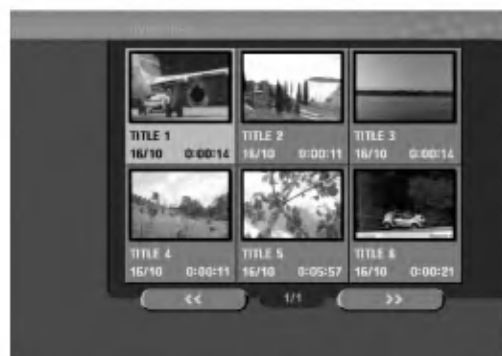 TITLE 1
16/10 0:00:14
TITLE 2
16/10 0:00:11
TITLE 3
16/10 0:00:14
TITLE 4
16/10 0:00:11
TITLE 5
16/10 0:05:57
TITLE 6
16/10 0:00:21
<< 1/1 >>